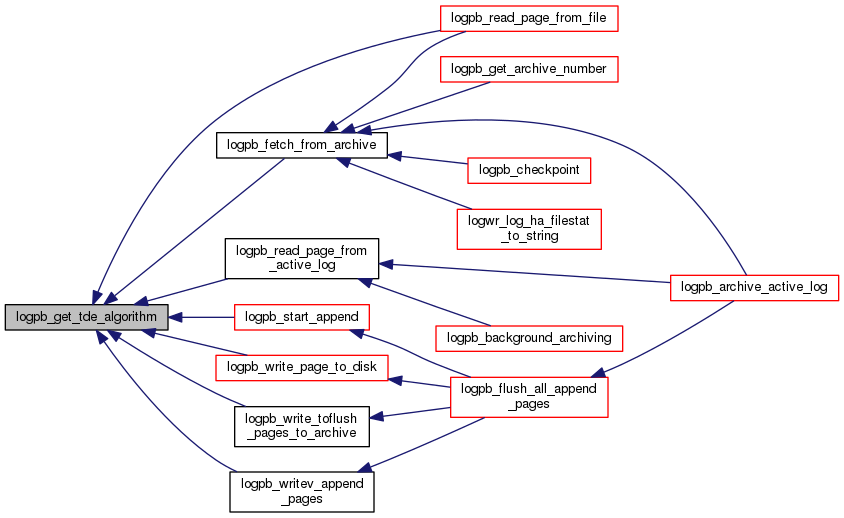 logpb_read_page_from_file
logpb_get_archive_number
logpb_fetch_from_archive
logpb_checkpoint
logwr_log_ha_filestat
_to_string
logpb_read_page_from
_active_log
logpb_archive_active_log
logpb_get_tde_algorithm
logpb_start_append
logpb_background_archiving
logpb_write_page_to_disk
logpb_flush_all_append
_pages
logpb_write_toflush
_pages_to_archive
logpb_writev_append
_pages